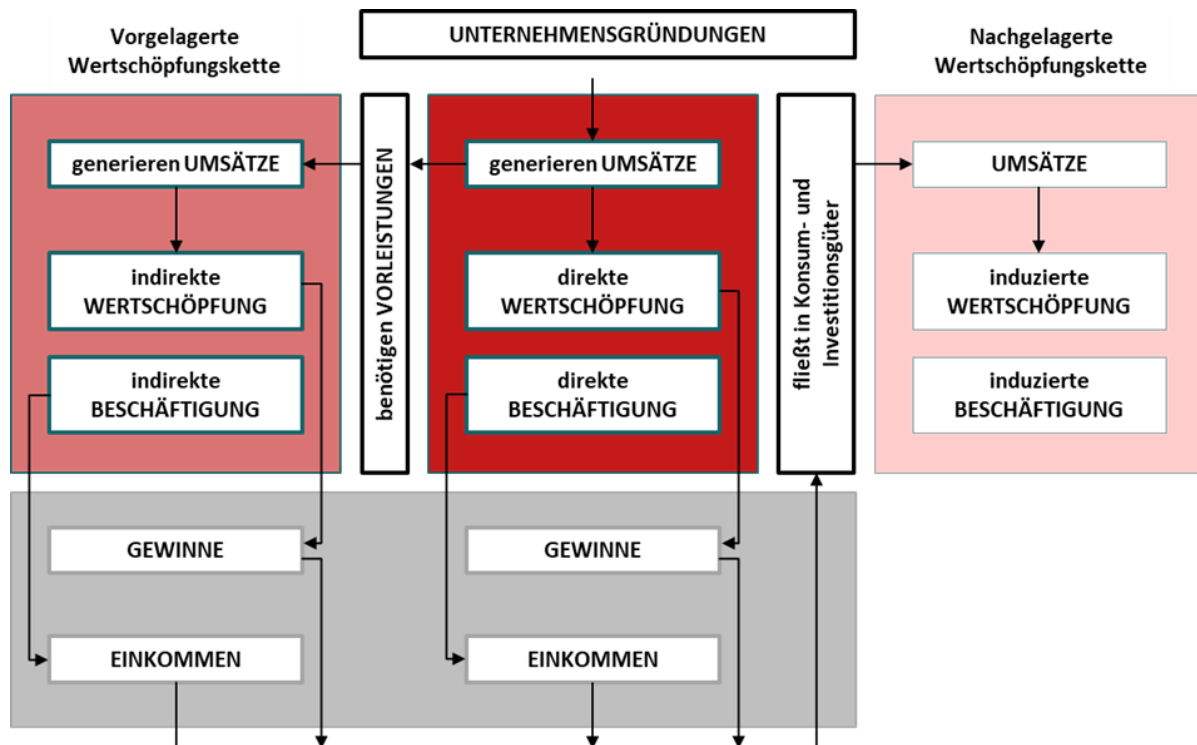 Vorgelagerte
Wertschöpfungskette
UNTERNEHMENSGRÜNDUNGEN
Nachgelagerte
Wertschöpfungskette
generieren UMSÄTZE
indirekte
WERTSCHÖPFUNG
indirekte
BESCHÄFTIGUNG
benötigen VORLEISTUNGEN
generieren UMSÄTZE
direkte
WERTSCHÖPFUNG
direkte
BESCHÄFTIGUNG
fließt in Konsum- und
Investitionsgüter
UMSÄTZE
induzierte
WERTSCHÖPFUNG
induzierte
BESCHÄFTIGUNG
GEWINNE
GEWINNE
EINKOMMEN
EINKOMMEN